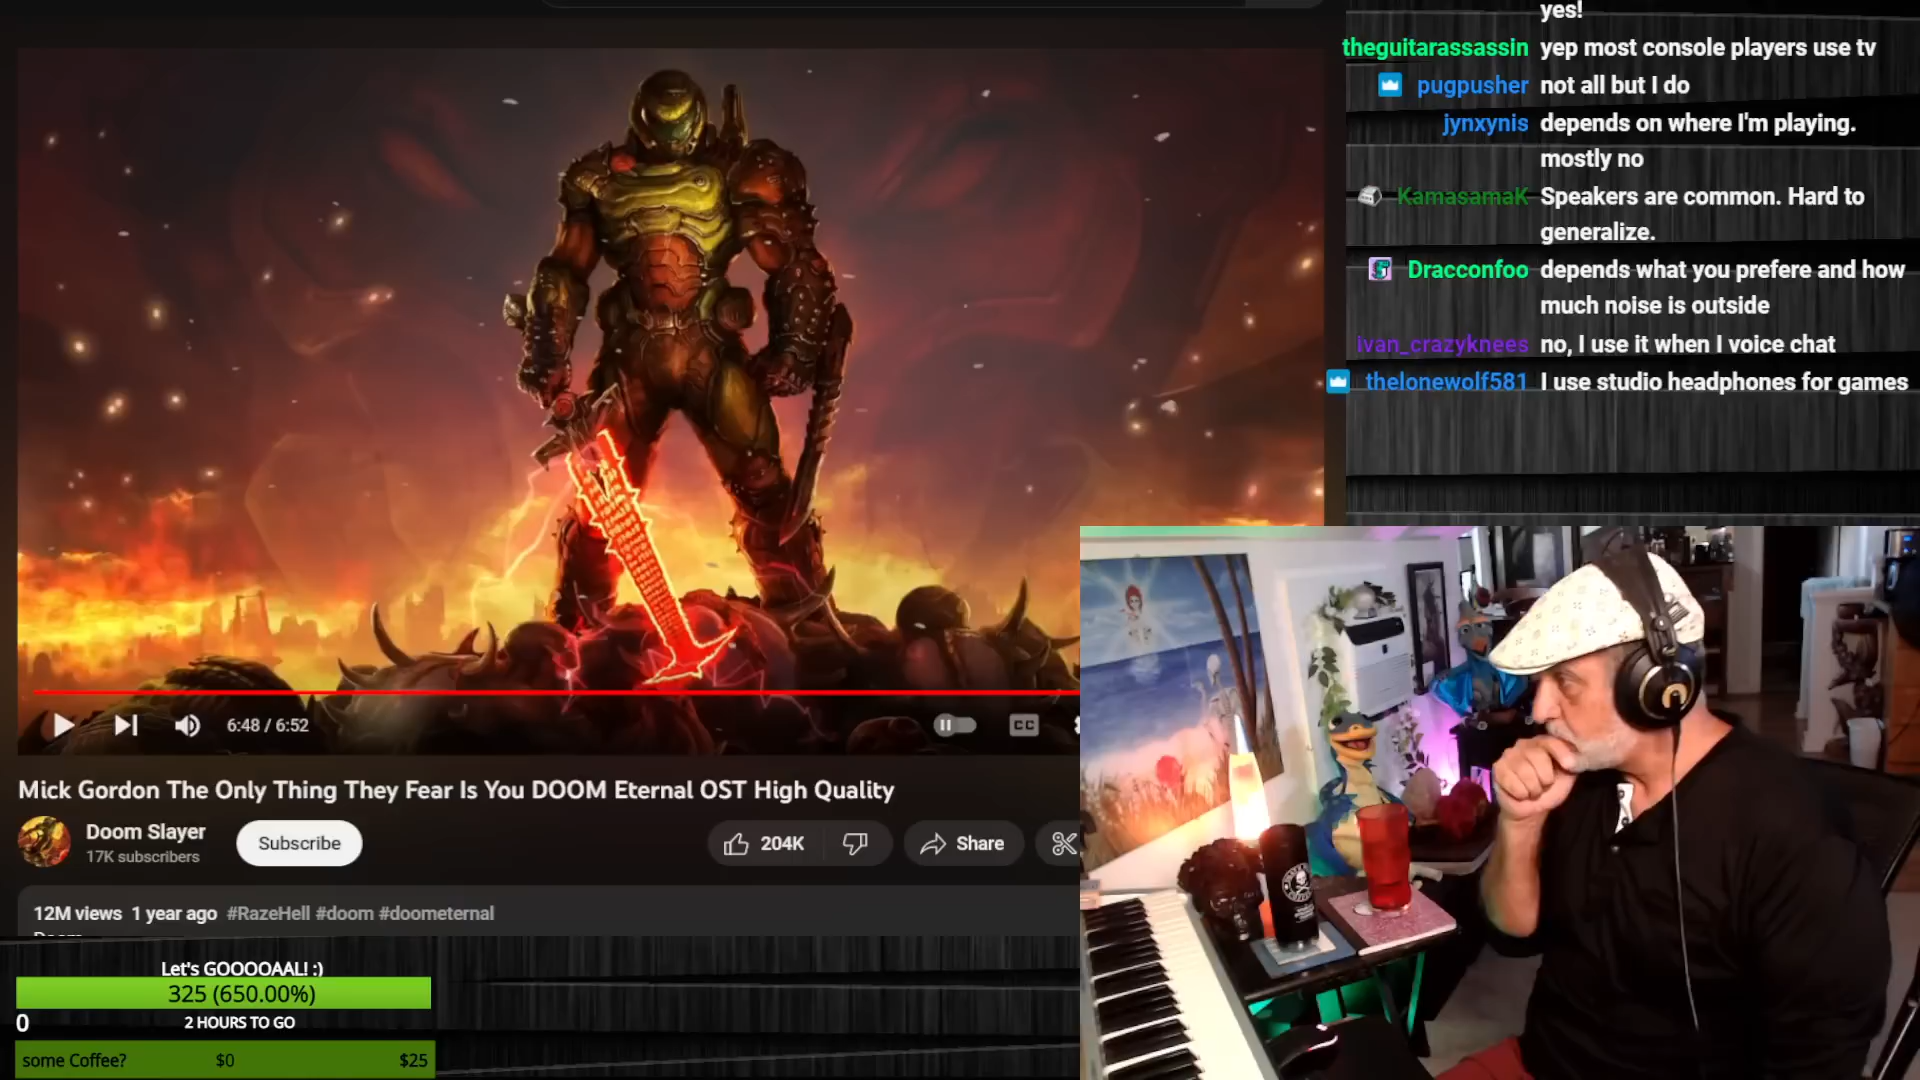 yes!
theguitarassassin yep most console players use tv
pugpusher not all but I do
jynxynis depends on where I'm playing.
mostly no
KamasamaK Speakers are common. Hard to
generalize.
Dracconfoo depends what you prefere and how
much noise is outside
ivan_crazyknees no, I use it when I voice chat
thelonewolf581 I use studio headphones for games
6:48 / 6:52
CC
Mick Gordon The Only Thing They Fear Is You DOOM Eternal OST High Quality
Doom Slayer
17K subscribers
Subscribe
204K
Share
12M views 1 year ago #RazeHell #doom #doometernal
Let's GOOOOAAL! :)
325 (650.00%)
0
2 HOURS TO GO
some Coffee? $0 $25